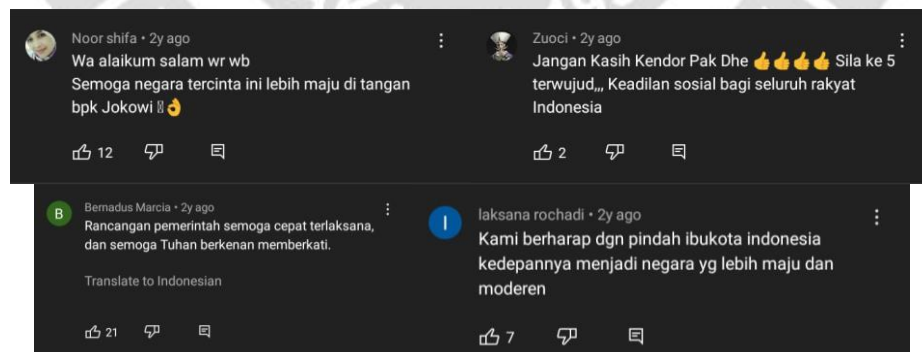 Noor shifa • 2y ago
Wa alaikum salam wr wb
Semoga negara tercinta ini lebih maju di tangan
bpk Jokowi 👌
12
Zuoci • 2y ago
Jangan Kasih Kendor Pak Dhe 👍👍👍👍 Sila ke 5
terwujud,,, Keadilan sosial bagi seluruh rakyat
Indonesia
2
B
Bernadus Marcia • 2y ago
Rancangan pemerintah semoga cepat terlaksana,
dan semoga Tuhan berkenan memberkati.
Translate to Indonesian
21
l
laksana rochadi • 2y ago
Kami berharap dgn pindah ibukota indonesia
kedepannya menjadi negara yg lebih maju dan
moderen
7